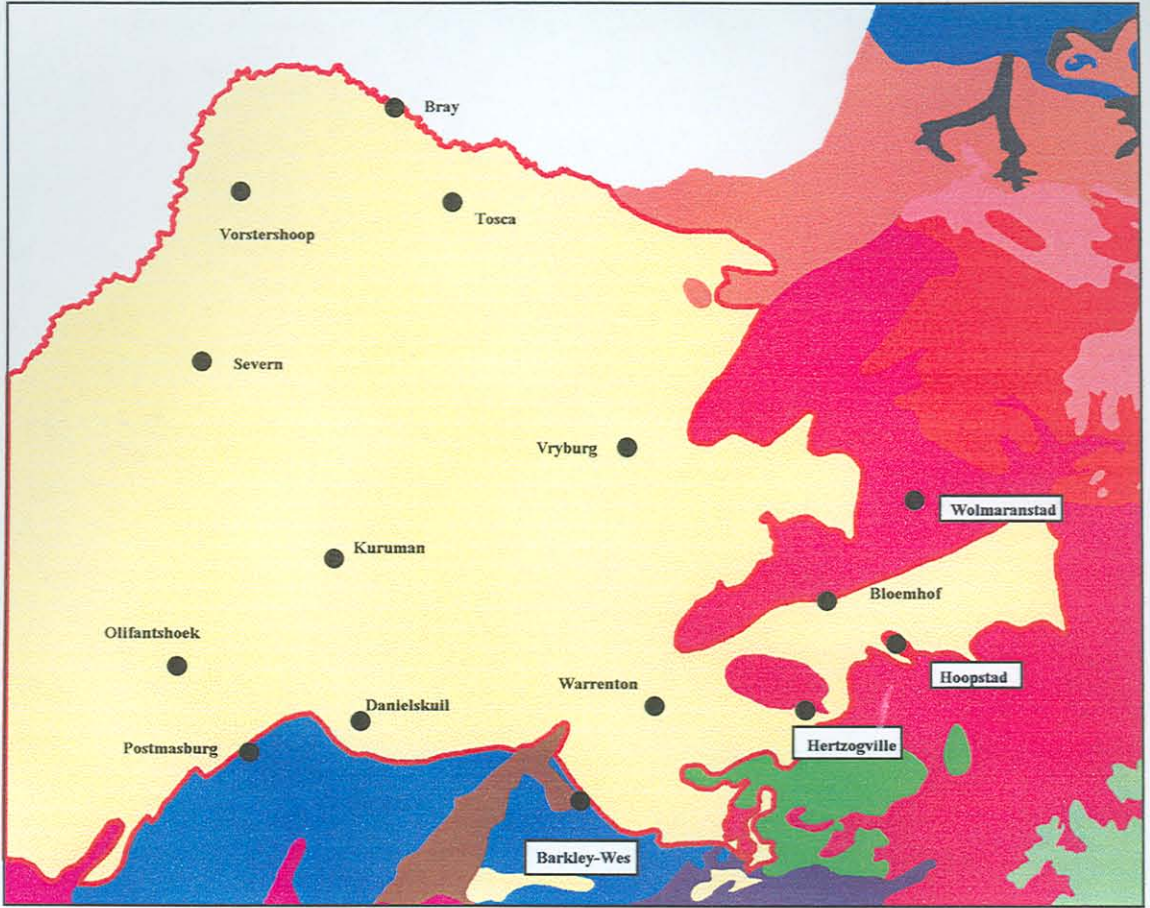 Bray
Tosca
Vorstershoop
Severn
Vryburg
Wolmaranstad
Kuruman
Bloemhof
Olifantshoek
Hoopstad
Warrenton
Danielskuil
Hertzogville
Postmasburg
Barkley-Wes